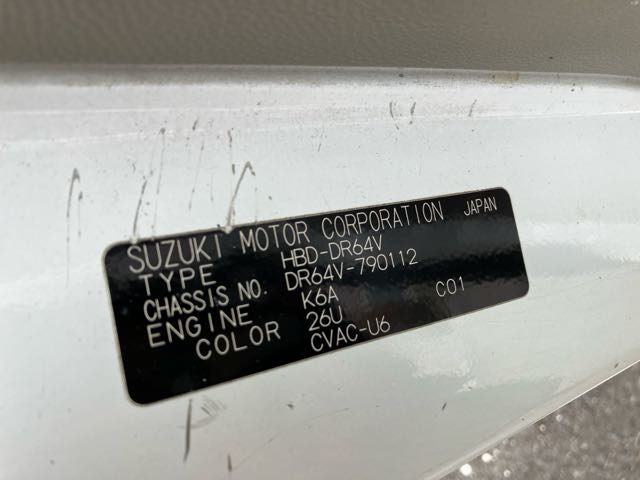 SUZUKI MOTOR CORPORATION JAPAN
TYPE HBD-DR64V
CHASSIS NO. DR64V-790112
ENGINE K6A C01
COLOR 26U
CVAC-U6